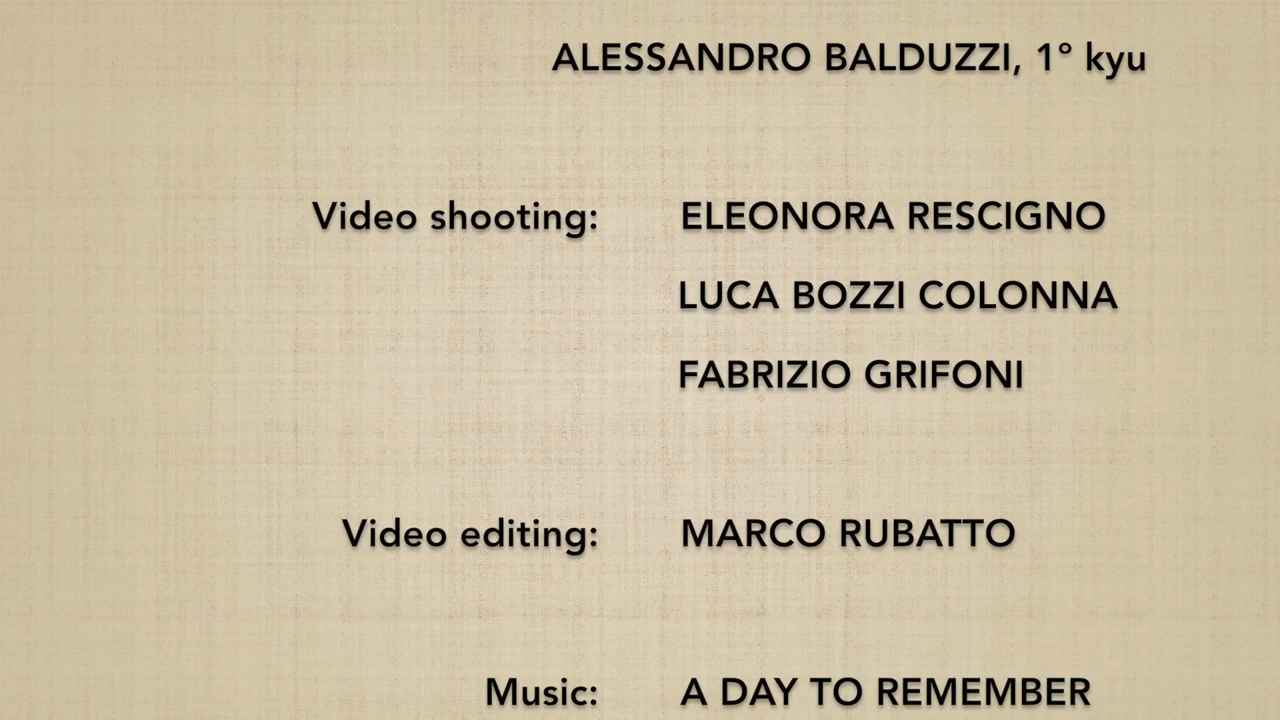 ALESSANDRO BALDUZZI, 1° kyu
Video shooting: ELEONORA RESCIGNO
LUCA BOZZI COLONNA
FABRIZIO GRIFONI
Video editing: MARCO RUBATTO
Music: A DAY TO REMEMBER